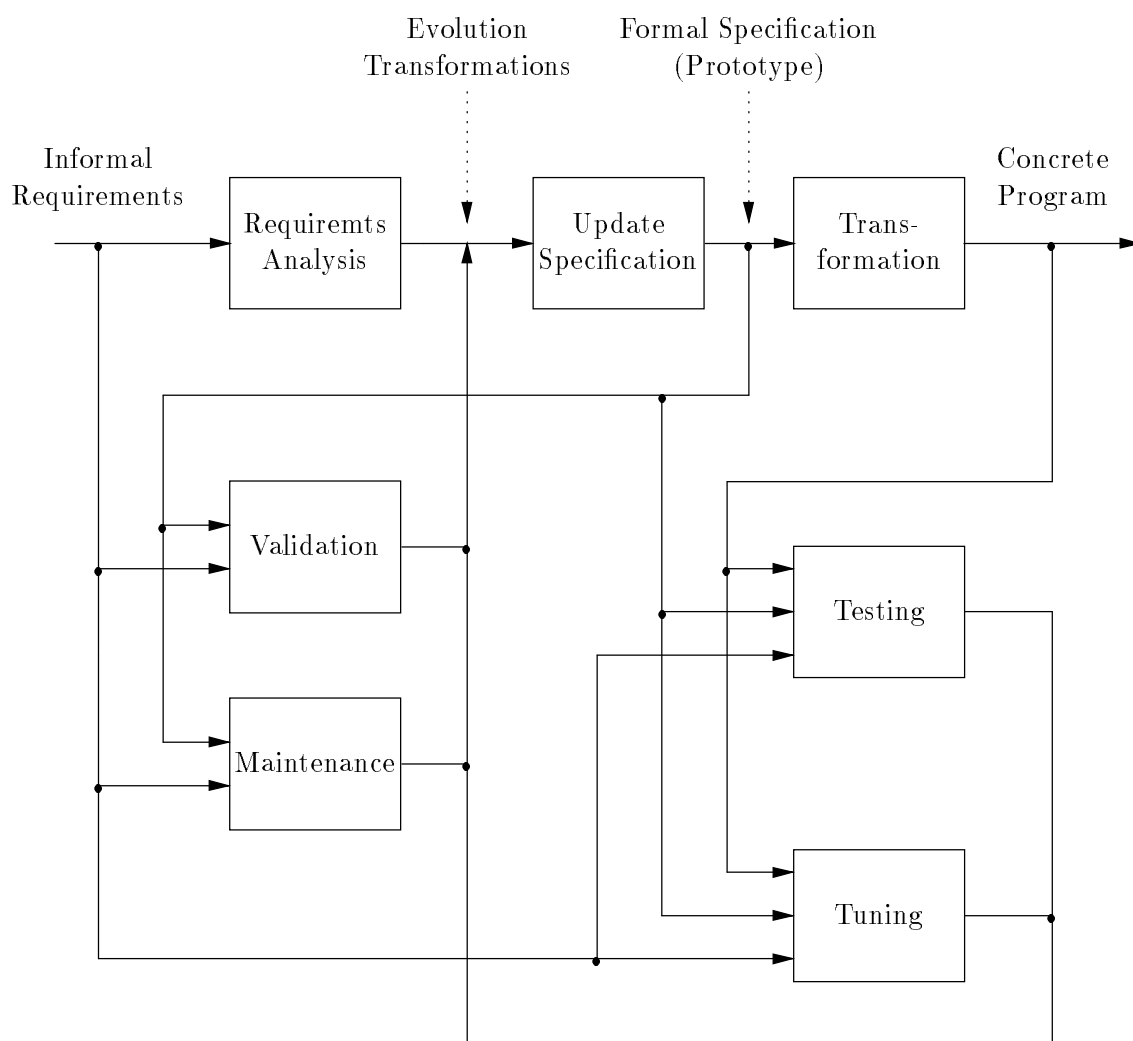 Evolution
Transformations
Formal Specification
(Prototype)
Informal
Requirements
Concrete
Program
Requiremts
Analysis
Update
Specification
Trans-
formation
Validation
Testing
Maintenance
Tuning